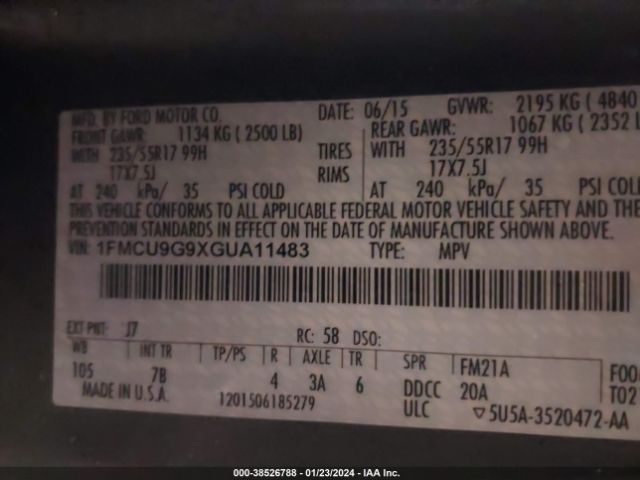 MFD. BY FORD MOTOR CO. DATE: 06/15 GVWR: 2195 KG ( 4840
FRONT GAWR: 1134 KG ( 2500 LB) REAR GAWR: 1067 KG ( 2352 L
WITH 235/55R17 99H TIRES WITH 235/55R17 99H
17X7.5J RIMS 17X7.5J
AT 240 kPa/ 35 PSI COLD AT 240 kPa/ 35 PSI COL
THIS VEHICLE CONFORMS TO ALL APPLICABLE FEDERAL MOTOR VEHICLE SAFETY AND THE
PREVENTION STANDARDS IN EFFECT ON THE DATE OF MANUFACTURE SHOWN ABOVE.
VIN: 1FMCU9G9XGUA11483 TYPE: MPV
EXT PNT: J7 RC: 58 DSO:
WB INT TR TP/PS R AXLE TR SPR FM21A F00
105 7B 4 3A 6 DDCC 20A T02
MADE IN U.S.A. 1201506185279 ULC ▽5U5A-3520472-AA
000-38526788 - 01/23/2024 - IAA Inc.